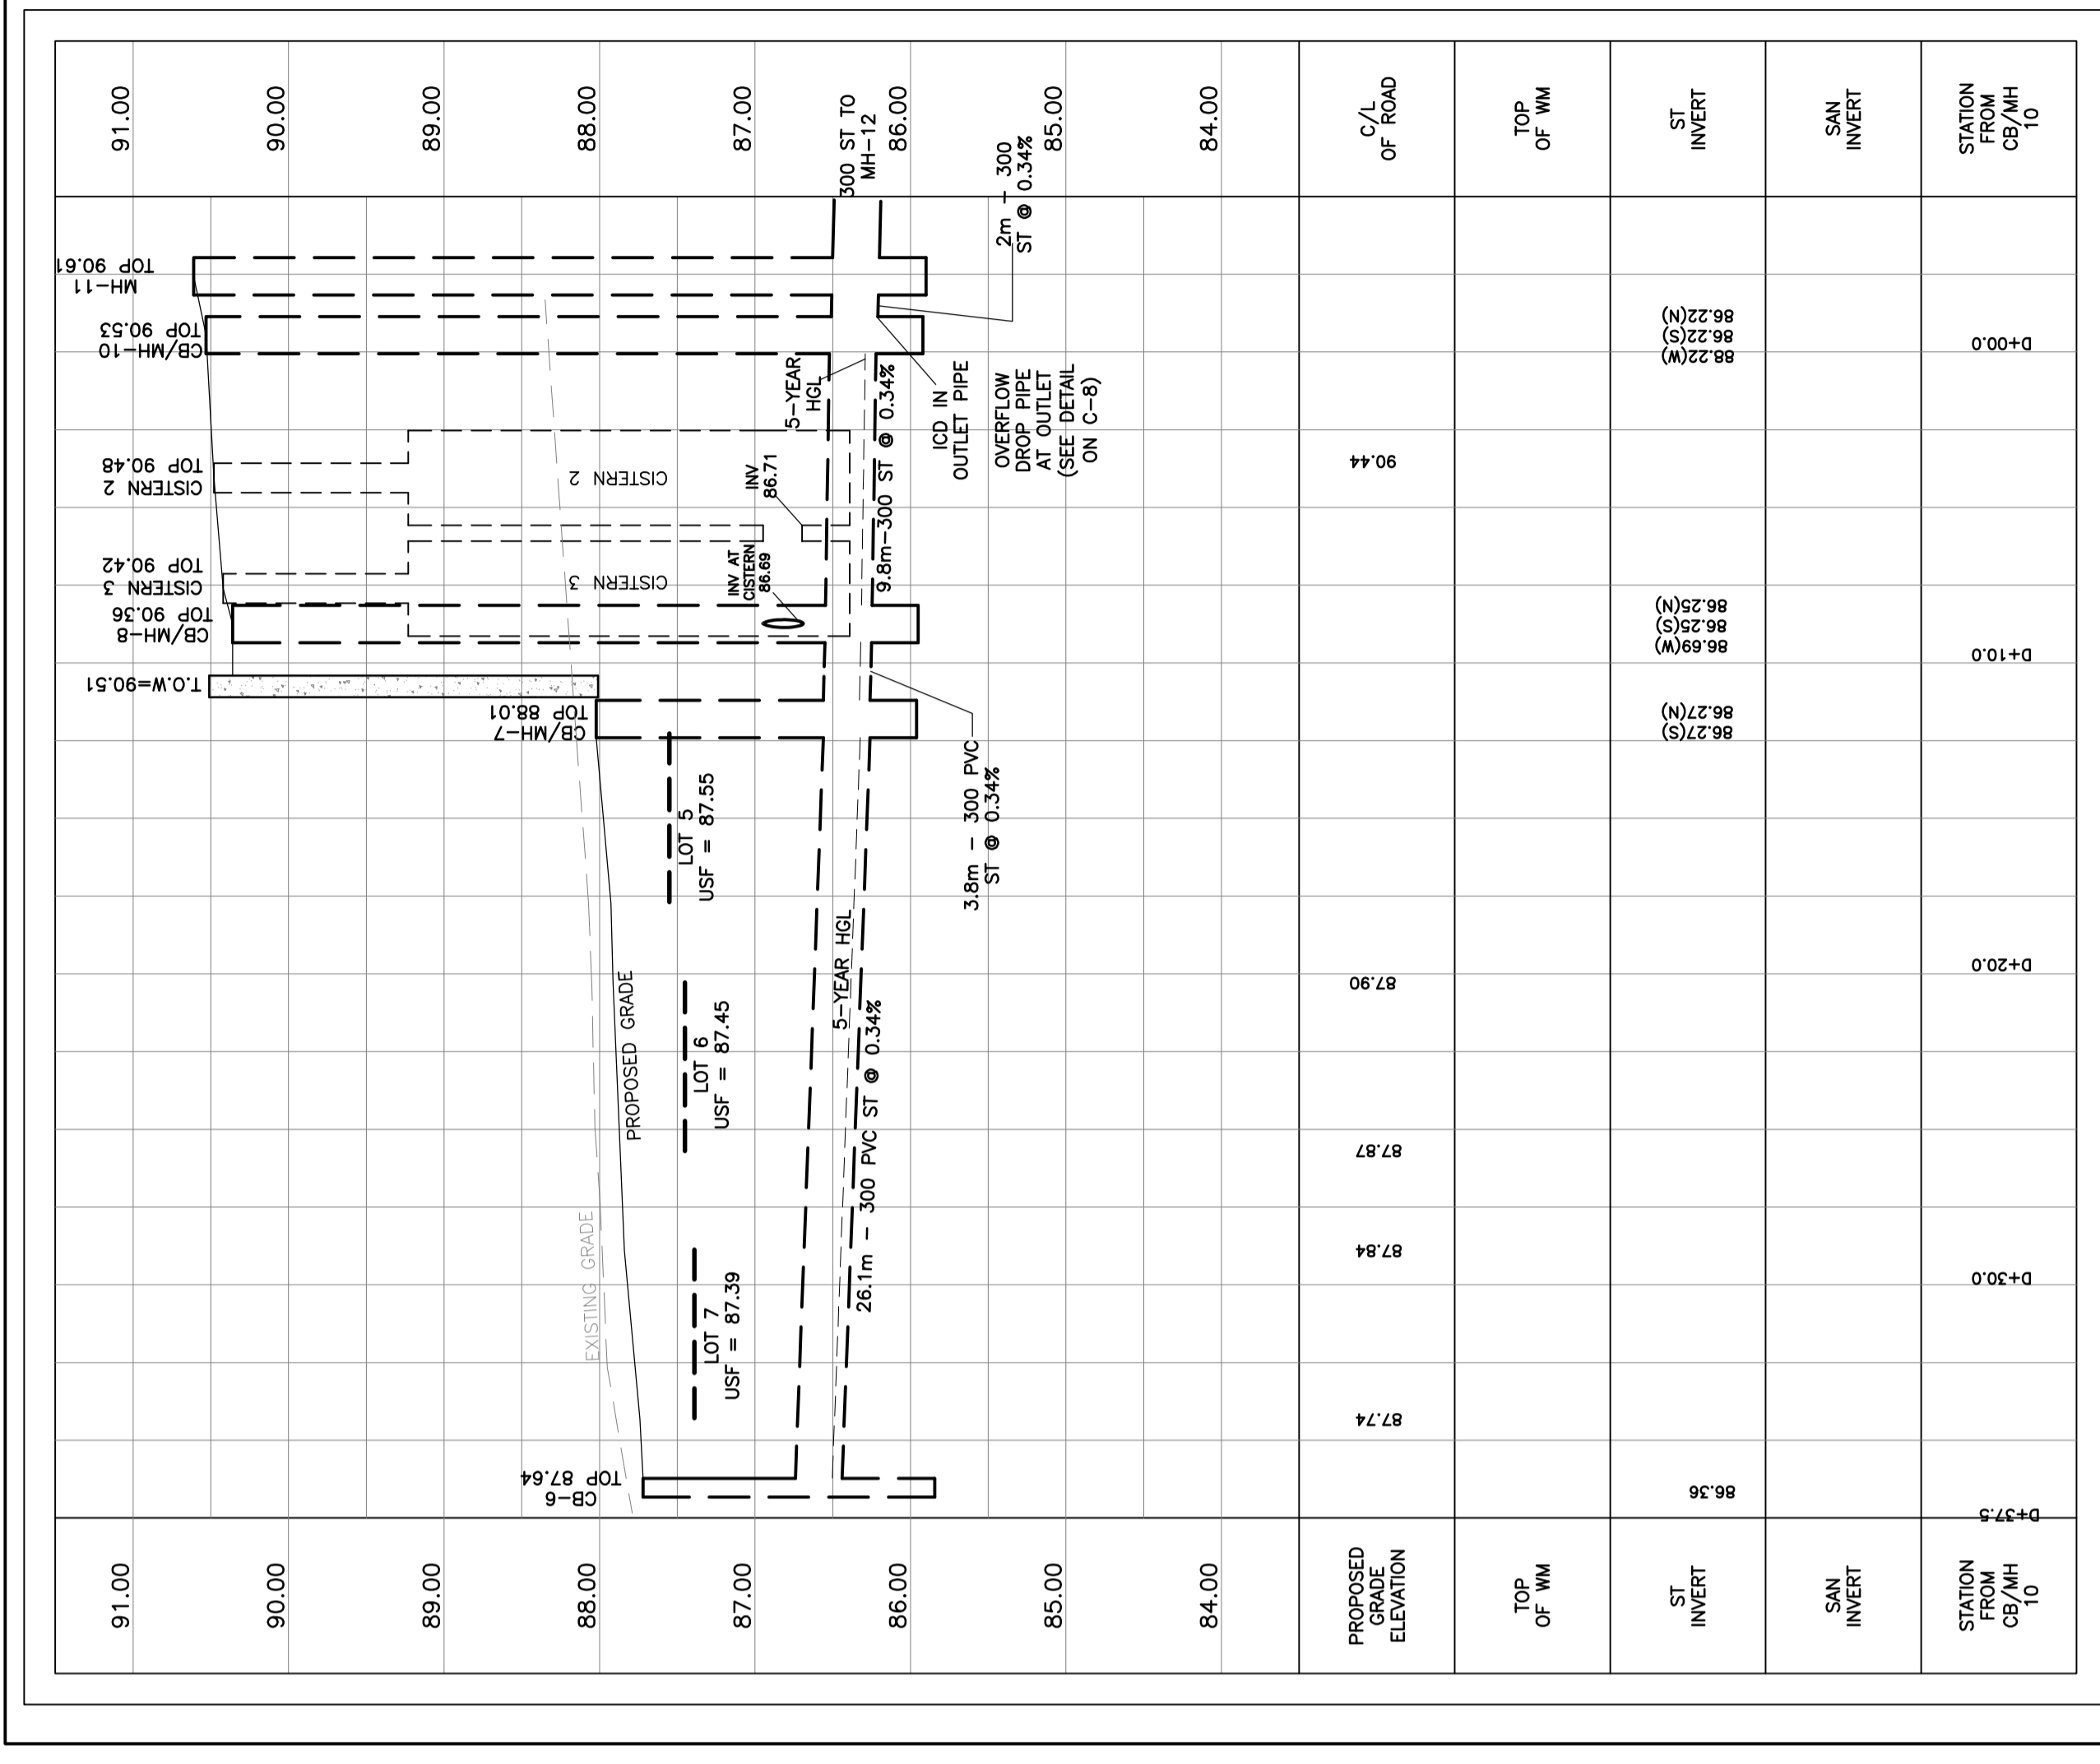 91.00
90.00
89.00
88.00
87.00
86.00
85.00
84.00
PROPOSED
GRADE
ELEVATION
TOP
OF WM
ST
INVERT
SAN
INVERT
STATION
FROM
CB/MH
10
CB-6
TOP 87.64
EXISTING GRADE
PROPOSED GRADE
LOT 7
USF = 87.39
LOT 6
USF = 87.45
LOT 5
USF = 87.55
26.1m - 300 PVC ST @ 0.34%
5-YEAR HGL
3.8m - 300 PVC
ST @ 0.34%
CB/MH-7
TOP 88.01
T.O.W=90.51
CB/MH-8
TOP 90.36
CISTERN 3
TOP 90.42
CISTERN 3
INV AT
CISTERN
86.69
CISTERN 2
TOP 90.48
CISTERN 2
INV
86.71
9.8m-300 ST @ 0.34%
5-YEAR
HGL
ICD IN
OUTLET PIPE
OVERFLOW
DROP PIPE
AT OUTLET
(SEE DETAIL
ON C-8)
CB/MH-10
TOP 90.53
MH-11
TOP 90.61
2m - 300
ST @ 0.34%
300 ST TO
MH-12
87.74
87.84
87.87
87.90
90.44
86.36
86.27(S)
86.27(N)
86.69(W)
86.25(S)
86.25(N)
88.22(W)
86.22(S)
86.22(N)
D+37.5
D+30.0
D+20.0
D+10.0
D+00.0
91.00
90.00
89.00
88.00
87.00
86.00
85.00
84.00
C/L
OF ROAD
TOP
OF WM
ST
INVERT
SAN
INVERT
STATION
FROM
CB/MH
10